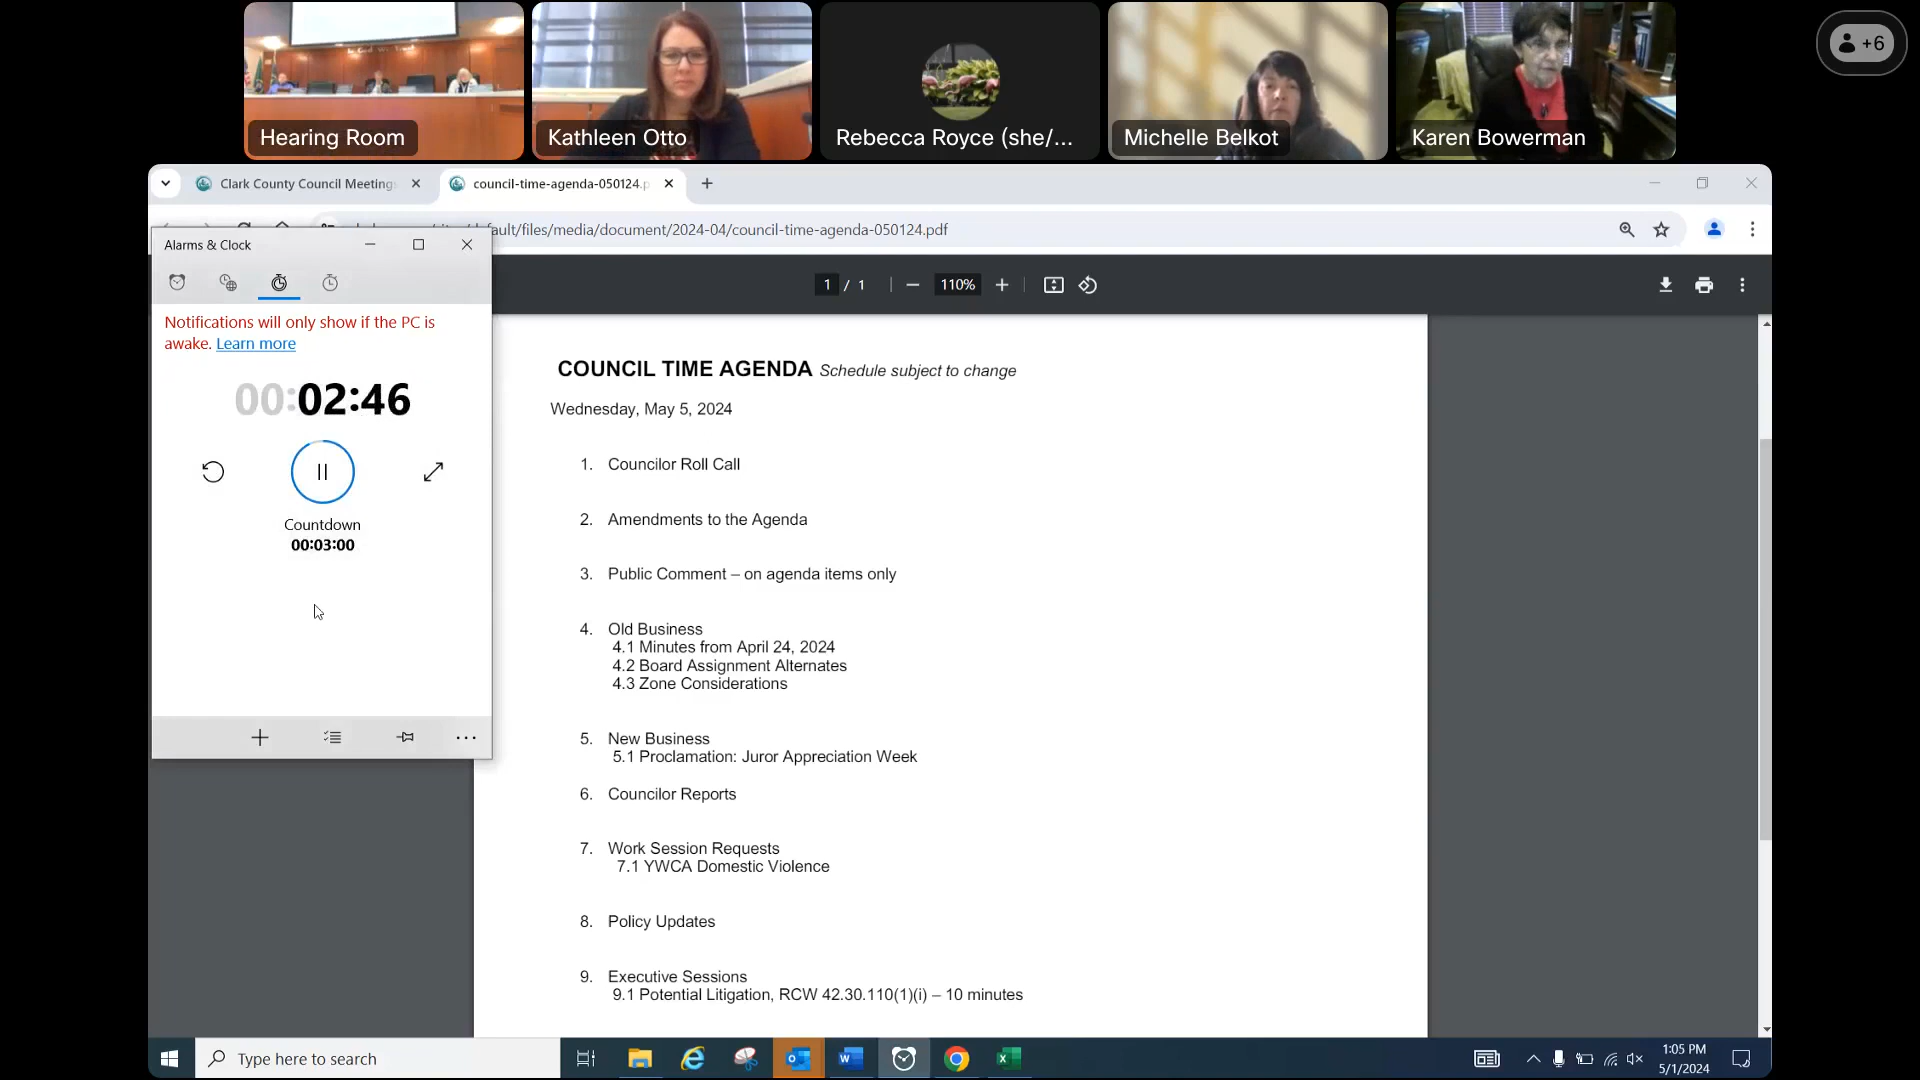 Hearing Room
Kathleen Otto
Rebecca Royce (she/...
Michelle Belkot
Karen Bowerman
+6
Clark County Council Meetings
council-time-agenda-050124.p
ault/files/media/document/2024-04/council-time-agenda-050124.pdf
Alarms & Clock
1 / 1
110%
Notifications will only show if the PC is
awake. Learn more
00:02:46
Countdown
00:03:00
COUNCIL TIME AGENDA Schedule subject to change
Wednesday, May 5, 2024
1. Councilor Roll Call
2. Amendments to the Agenda
3. Public Comment – on agenda items only
4. Old Business
4.1 Minutes from April 24, 2024
4.2 Board Assignment Alternates
4.3 Zone Considerations
5. New Business
5.1 Proclamation: Juror Appreciation Week
6. Councilor Reports
7. Work Session Requests
7.1 YWCA Domestic Violence
8. Policy Updates
9. Executive Sessions
9.1 Potential Litigation, RCW 42.30.110(1)(i) – 10 minutes
Type here to search
1:05 PM
5/1/2024